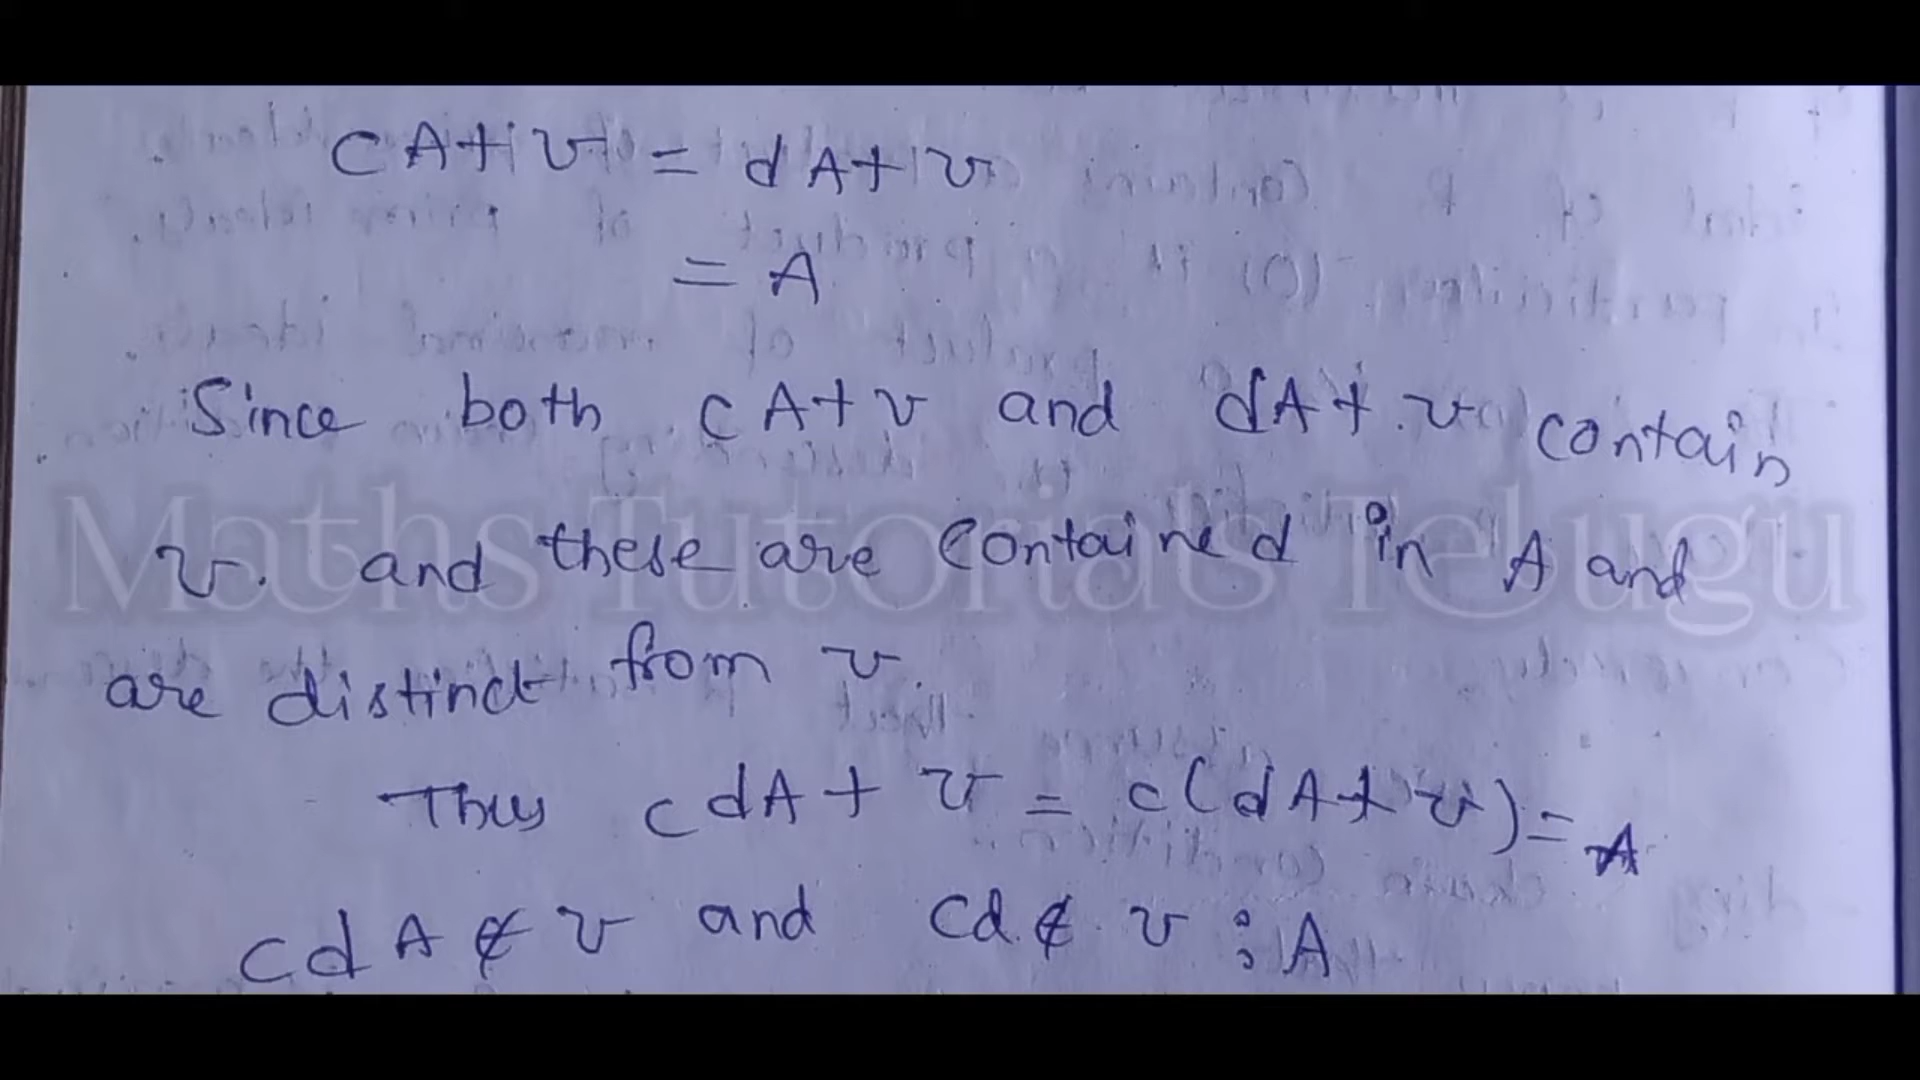 CA+v = dA+v
= A
Since both CA+v and dA+v contain
v. and these are contained in A and
are distinct from v.
Thus cdA+v = c(dA+v) = A
cdA ⊄ v and cd ∉ v : A
Maths Tutorials Telugu